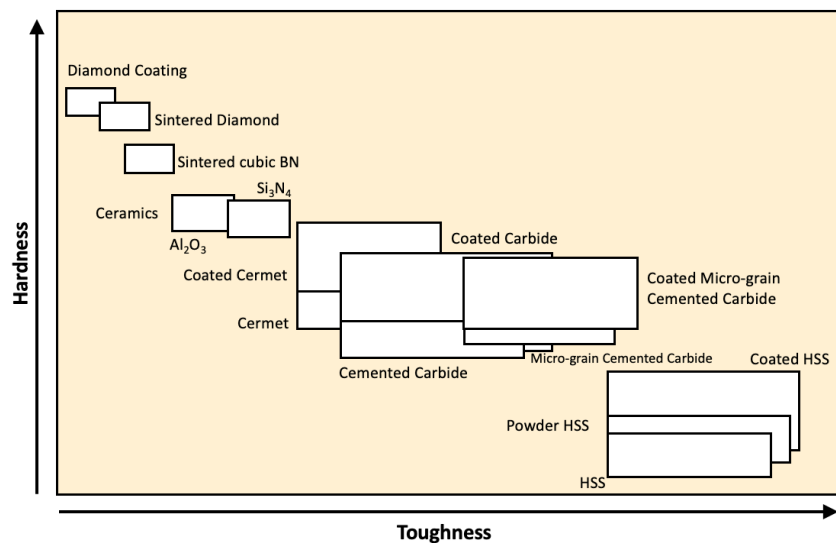 Diamond Coating
Sintered Diamond
Sintered cubic BN
Si₃N₄
Ceramics
Al₂O₃
Coated Carbide
Coated Cermet
Coated Micro-grain
Cemented Carbide
Cermet
Micro-grain Cemented Carbide
Coated HSS
Cemented Carbide
Powder HSS
HSS
Hardness
Toughness